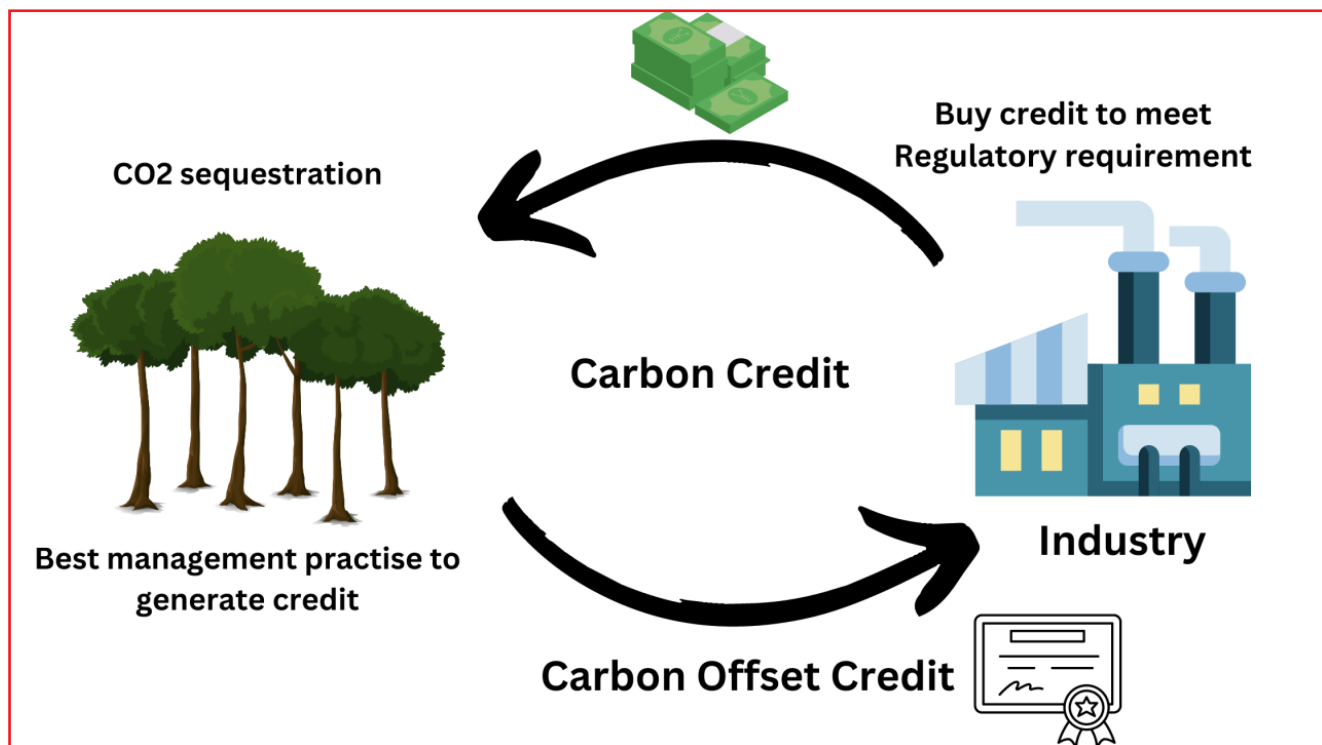 Buy credit to meet
Regulatory requirement
CO2 sequestration
Carbon Credit
Industry
Best management practise to
generate credit
Carbon Offset Credit